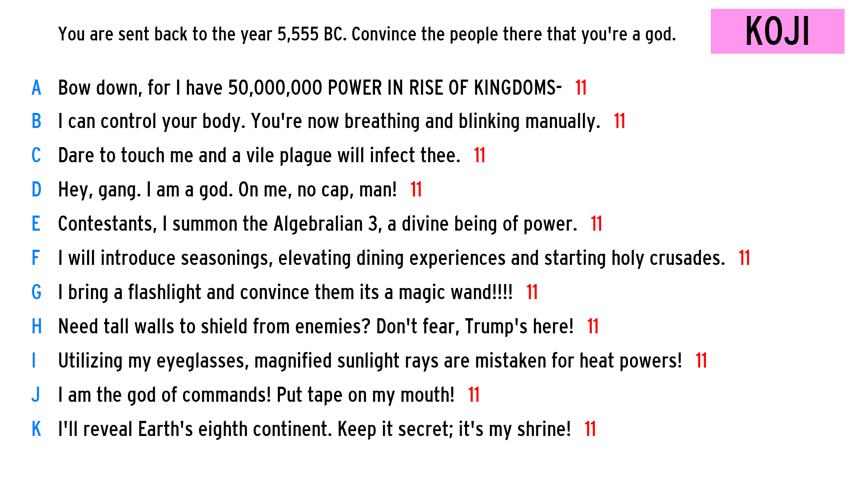 You are sent back to the year 5,555 BC. Convince the people there that you're a god.
KOJI
A Bow down, for I have 50,000,000 POWER IN RISE OF KINGDOMS- 11
B I can control your body. You're now breathing and blinking manually. 11
C Dare to touch me and a vile plague will infect thee. 11
D Hey, gang. I am a god. On me, no cap, man! 11
E Contestants, I summon the Algebralian 3, a divine being of power. 11
F I will introduce seasonings, elevating dining experiences and starting holy crusades. 11
G I bring a flashlight and convince them its a magic wand!!!! 11
H Need tall walls to shield from enemies? Don't fear, Trump's here! 11
I Utilizing my eyeglasses, magnified sunlight rays are mistaken for heat powers! 11
J I am the god of commands! Put tape on my mouth! 11
K I'll reveal Earth's eighth continent. Keep it secret; it's my shrine! 11